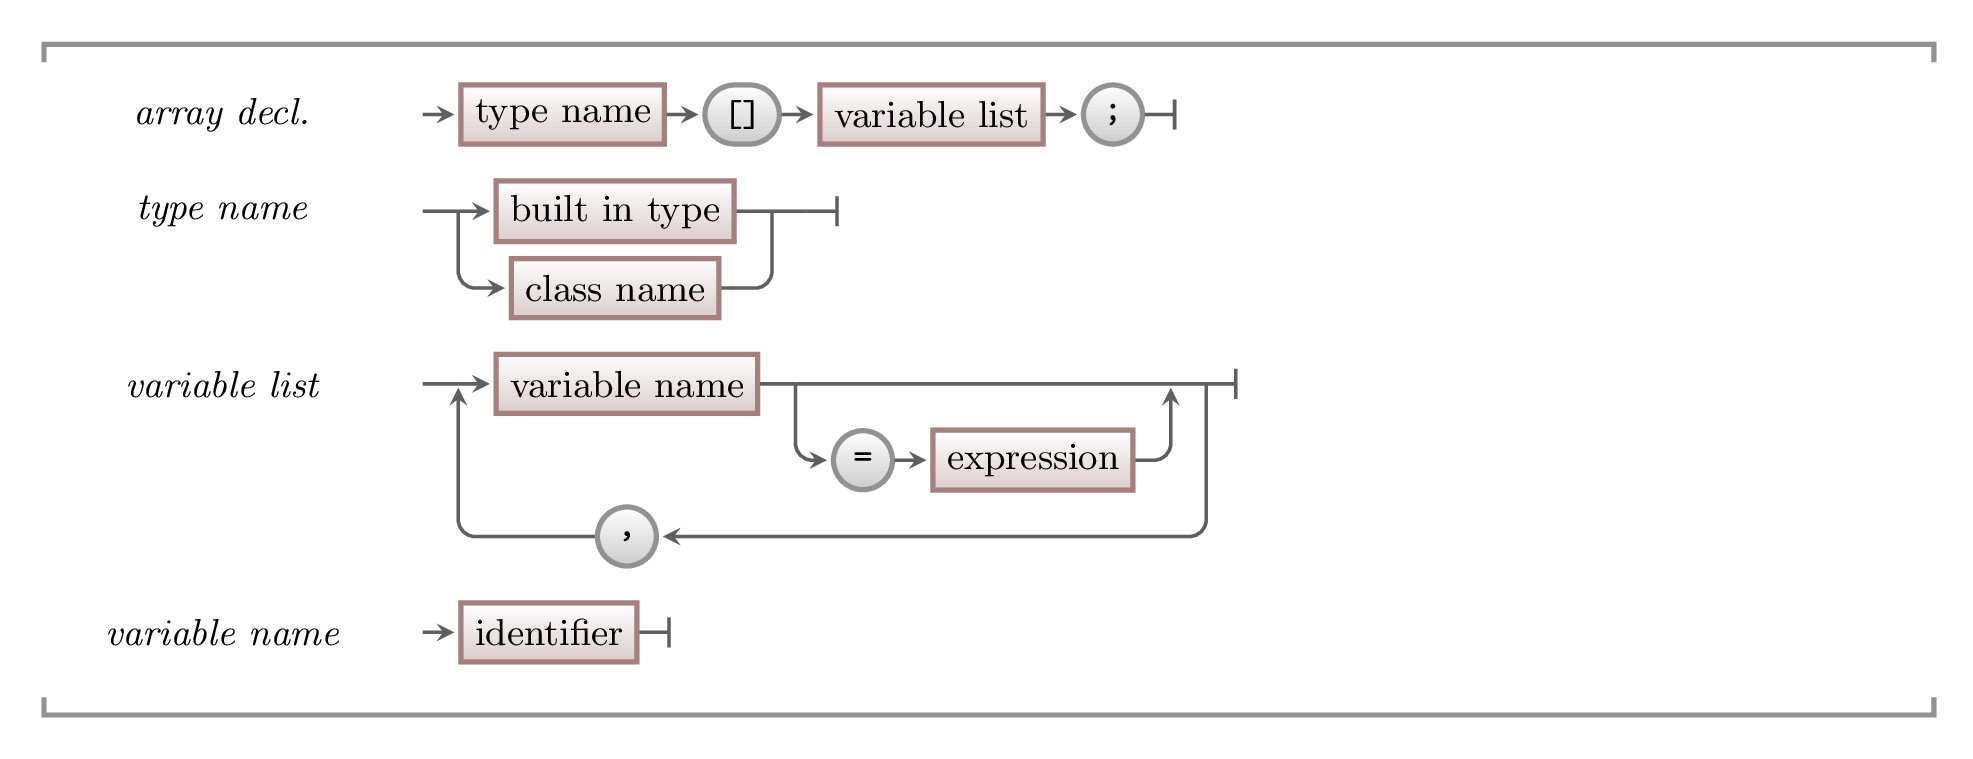 array decl. type name [] variable list ;
type name built in type
class name
variable list variable name
= expression
,
variable name identifier